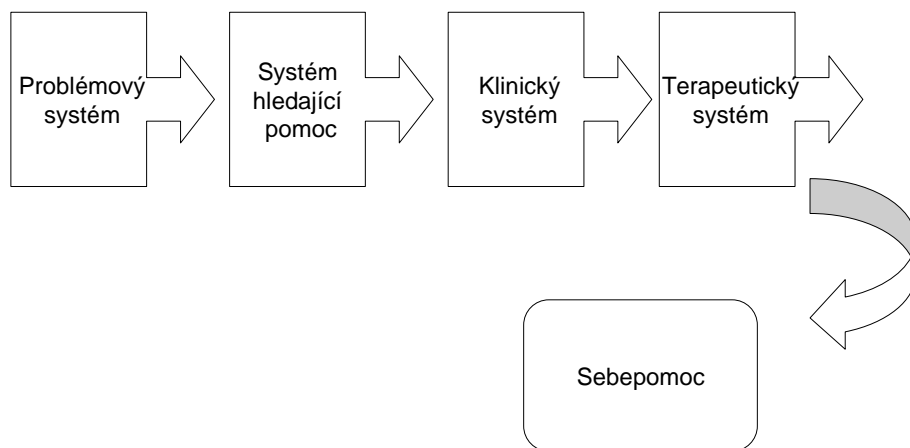 Problémový
systém
Systém
hledající
pomoc
Klinický
systém
Terapeutický
systém
Sebepomoc